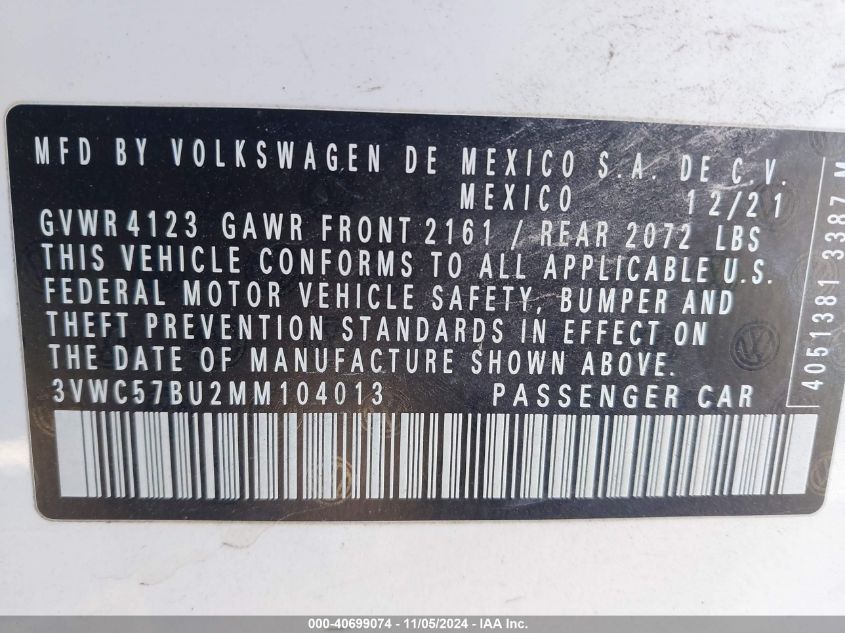 MFD BY VOLKSWAGEN DE MEXICO S.A. DE C.V.
MEXICO 12/21
GVWR4123 GAWR FRONT 2161 / REAR 2072 LBS
THIS VEHICLE CONFORMS TO ALL APPLICABLE U.S.
FEDERAL MOTOR VEHICLE SAFETY, BUMPER AND
THEFT PREVENTION STANDARDS IN EFFECT ON
THE DATE OF MANUFACTURE SHOWN ABOVE.
3VWC57BU2MM104013 PASSENGER CAR
4051381 3387 M
000-40699074 - 11/05/2024 - IAA Inc.